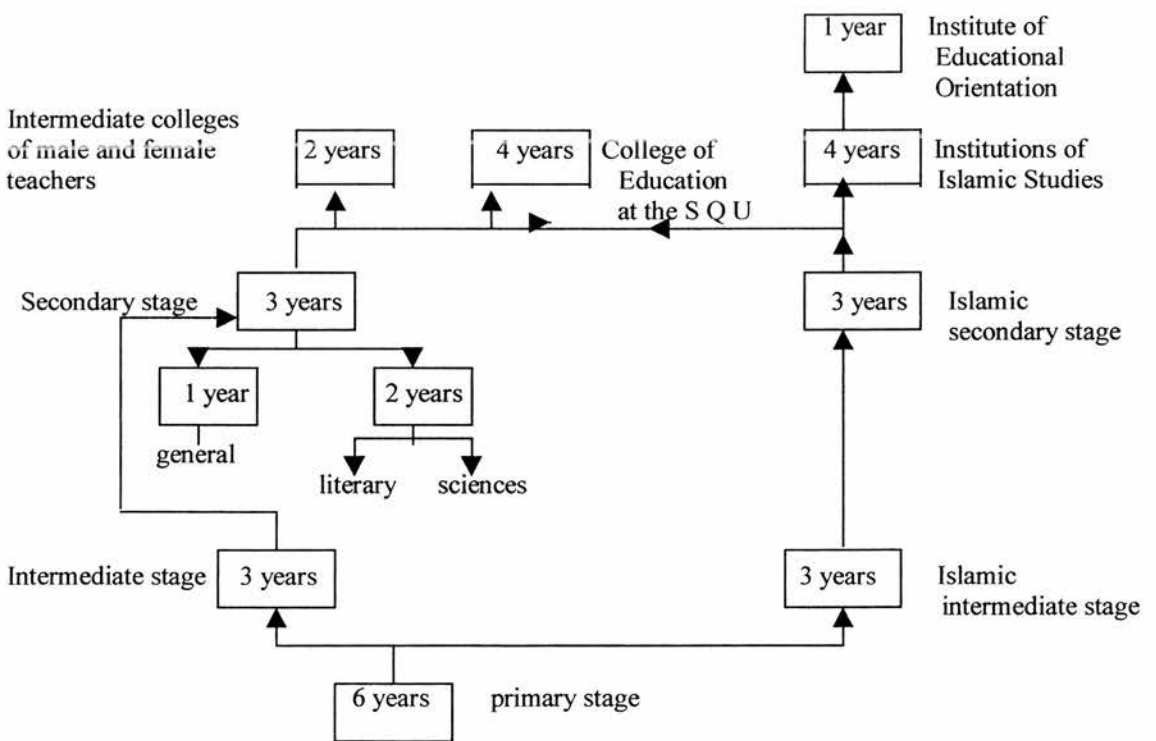 1 year
Institute of
Educational
Orientation
Intermediate colleges
of male and female
teachers
2 years
4 years
College of
Education
at the S Q U
4 years
Institutions of
Islamic Studies
Secondary stage
3 years
3 years
Islamic
secondary stage
1 year
2 years
general
literary
sciences
Intermediate stage
3 years
3 years
Islamic
intermediate stage
6 years
primary stage